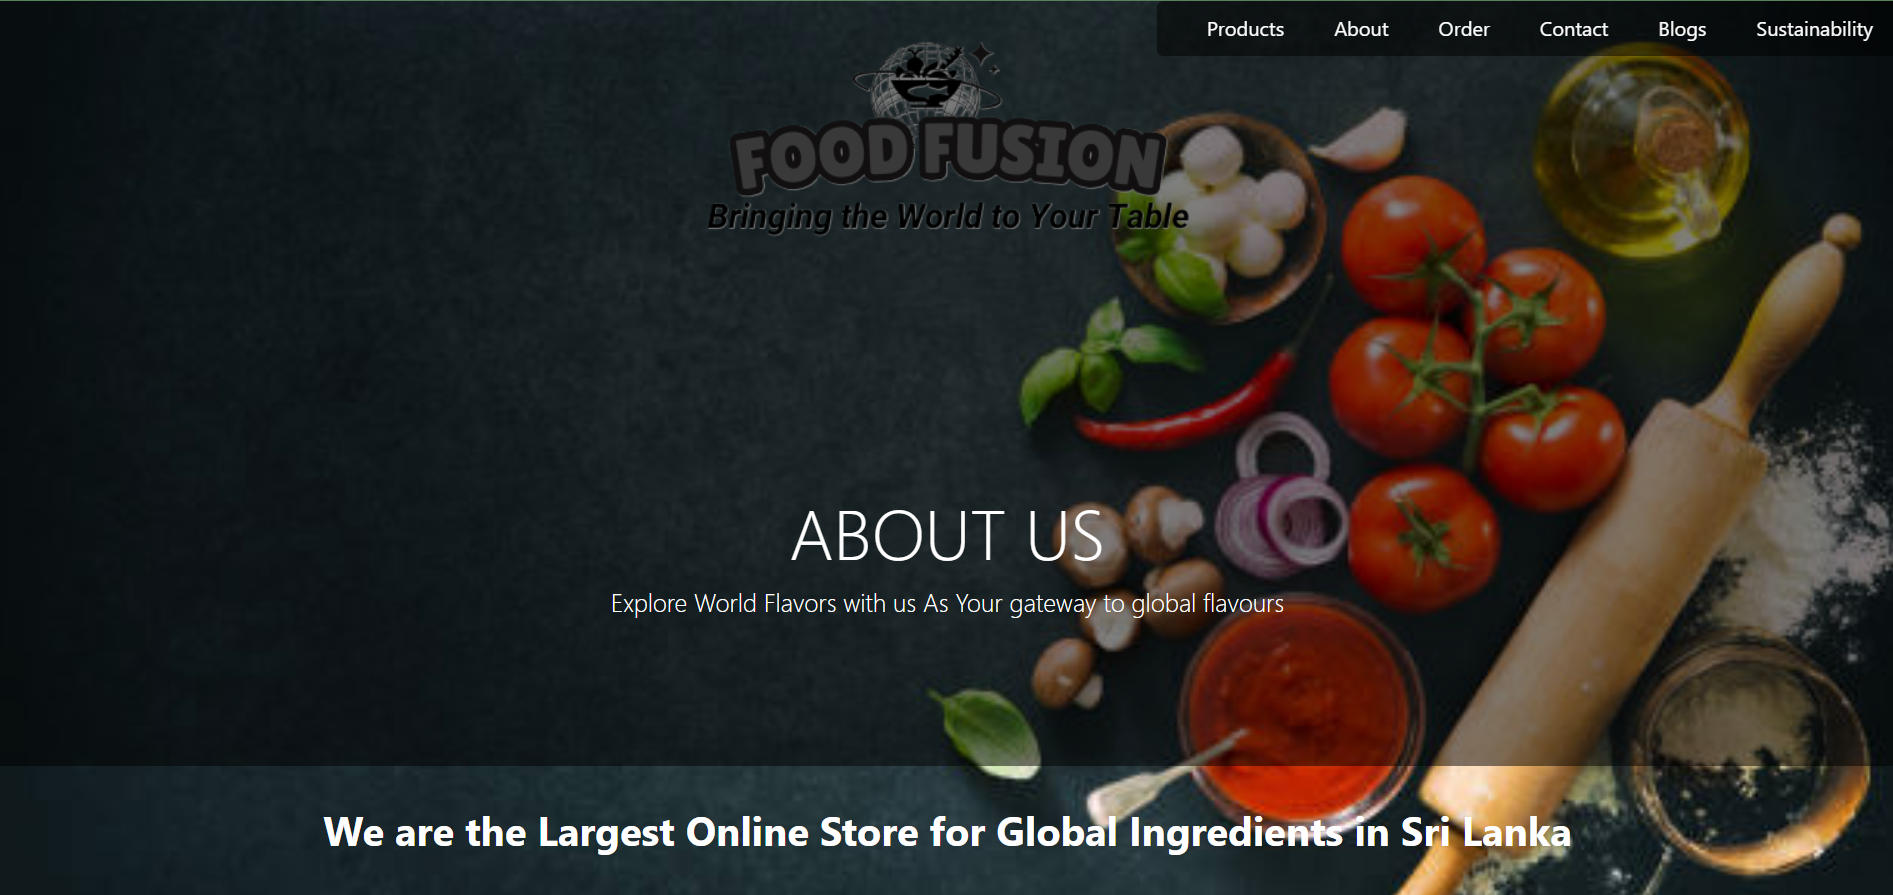 Products About Order Contact Blogs Sustainability
FOOD FUSION
Bringing the World to Your Table
ABOUT US
Explore World Flavors with us As Your gateway to global flavours
We are the Largest Online Store for Global Ingredients in Sri Lanka